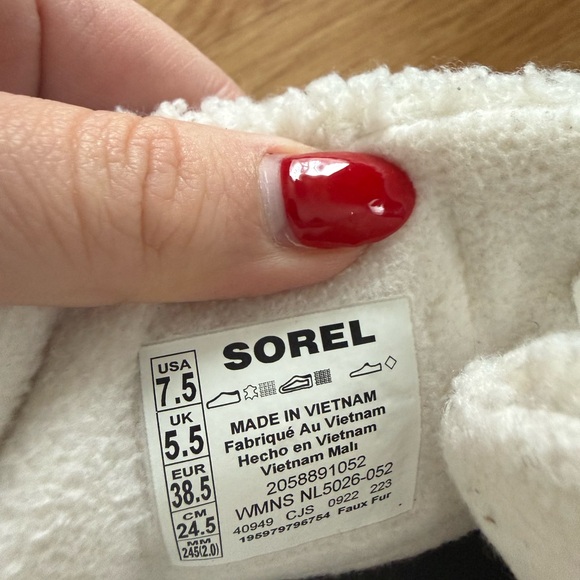 SOREL
USA
7.5
UK
5.5
EUR
38.5
CM
24.5
MM
245(2.0)
MADE IN VIETNAM
Fabriqué Au Vietnam
Hecho en Vietnam
Vietnam Malı
2058891052
WMNS NL5026-052
40949 CJS 0922 223
195979796754 Faux Fur